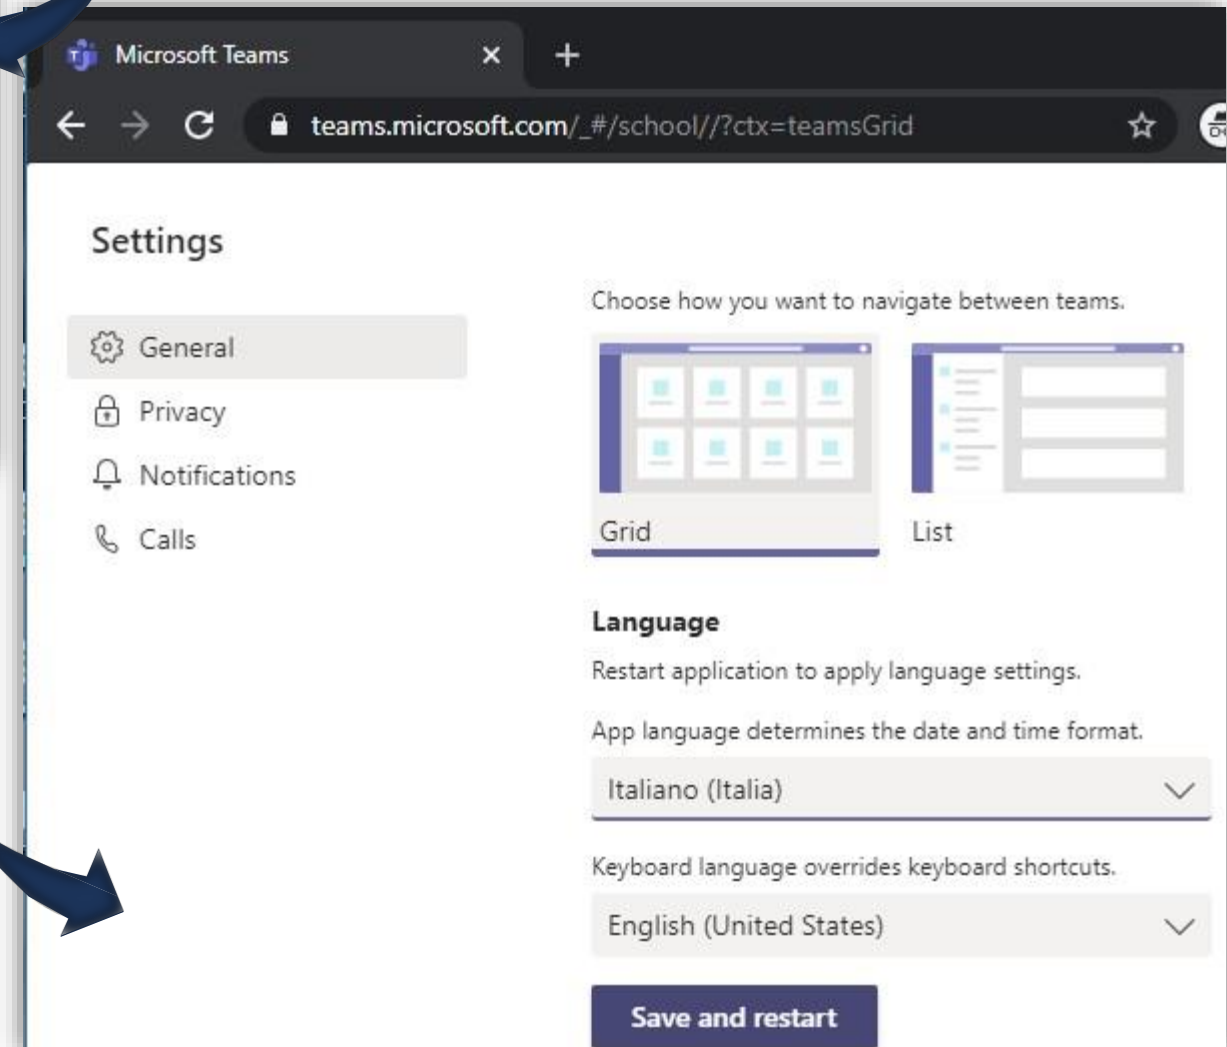 Microsoft Teams
teams.microsoft.com/_#/school//?ctx=teamsGrid
Settings
General
Privacy
Notifications
Calls
Choose how you want to navigate between teams.
Grid
List
Language
Restart application to apply language settings.
App language determines the date and time format.
Italiano (Italia)
Keyboard language overrides keyboard shortcuts.
English (United States)
Save and restart